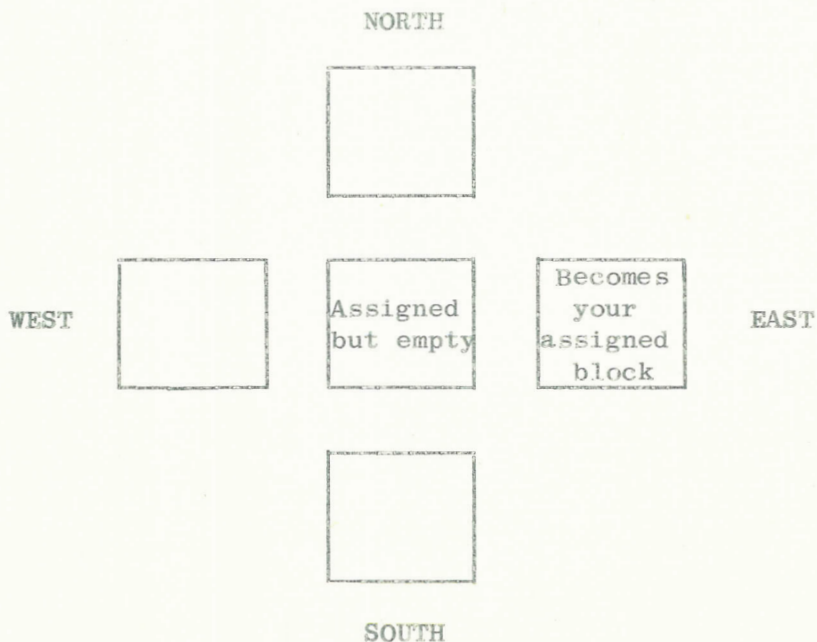 NORTH
WEST
Assigned
but empty
Becomes
your
assigned
block
EAST
SOUTH